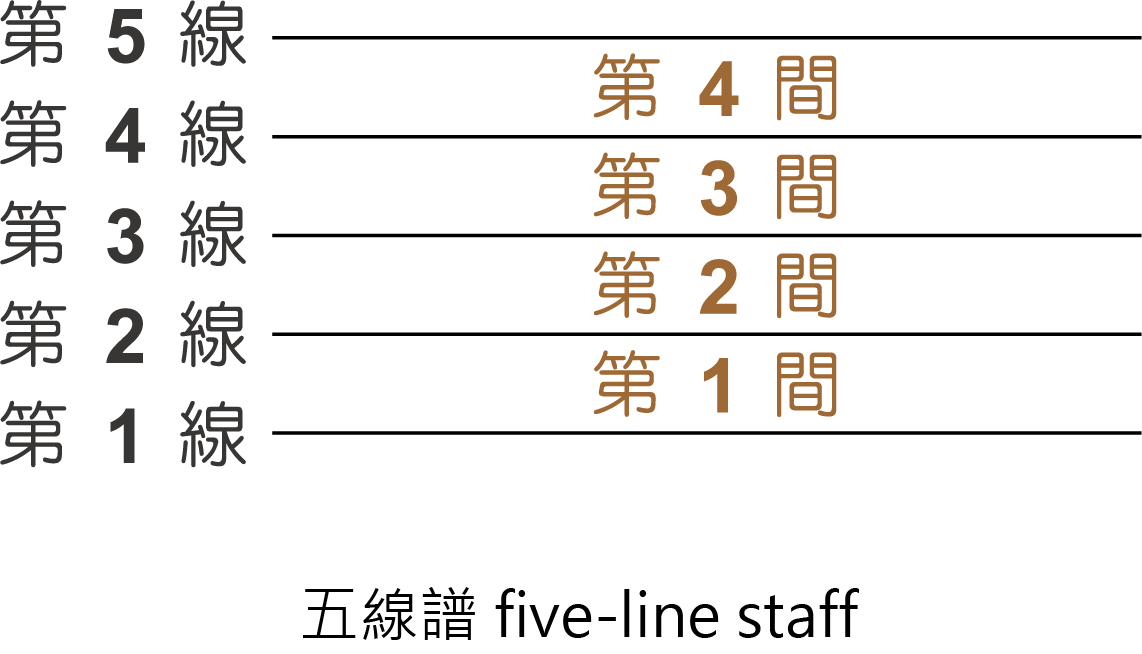 第 5 線
第 4 間
第 4 線
第 3 間
第 3 線
第 2 間
第 2 線
第 1 間
第 1 線
五線譜 five-line staff